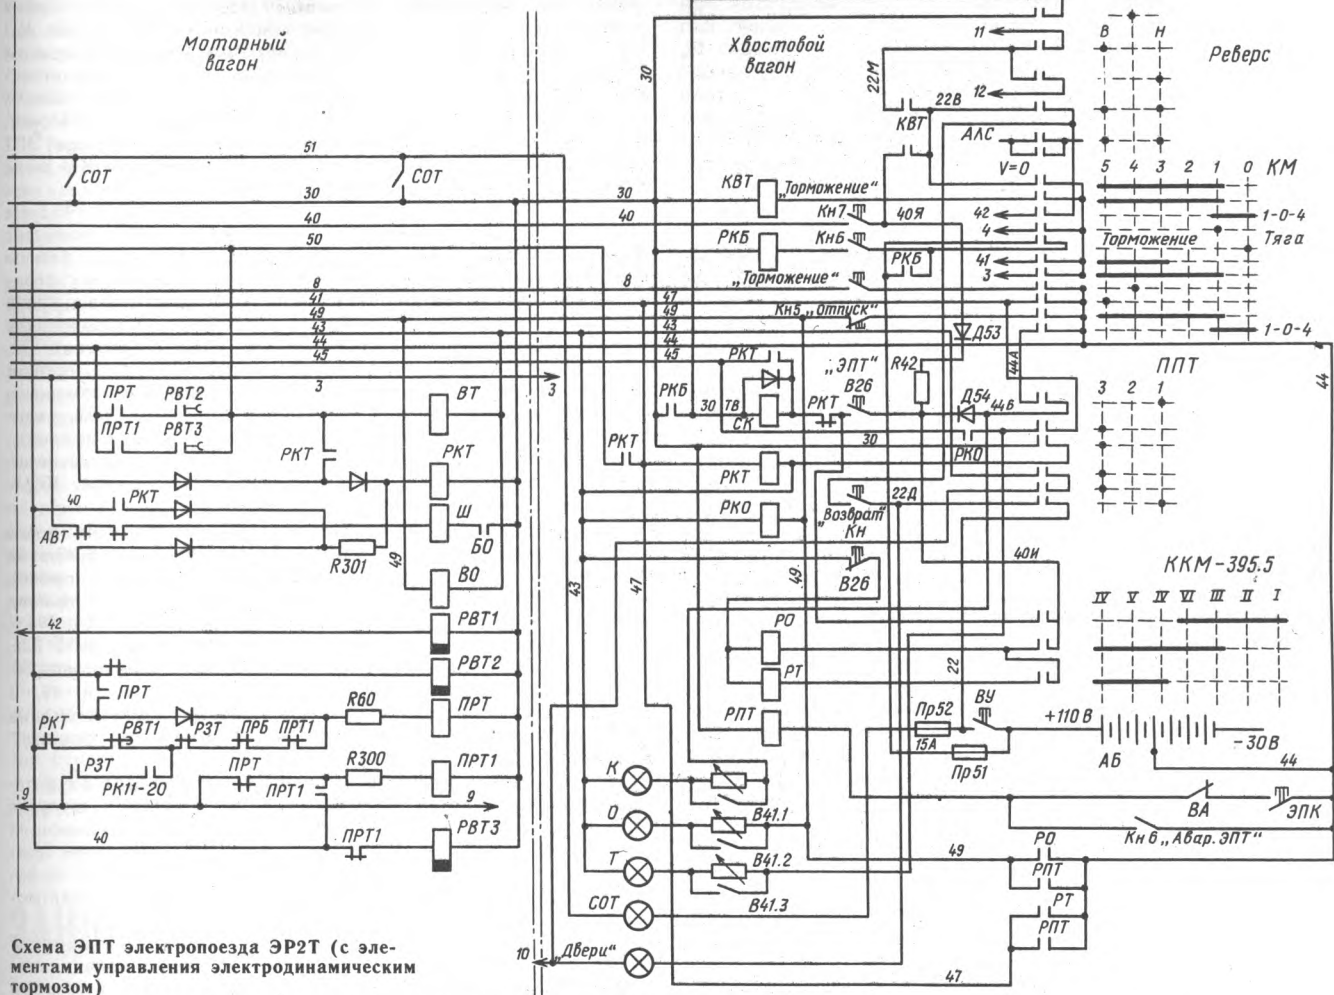 Моторный
вагон
Хвостовой
вагон
Реверс
30
22М
11
12
В
Н
КВТ
22В
АЛС
V=0
51
СОТ
СОТ
30
30
КВТ
„Торможение"
40
40
Кн7
40Я
42
4
50
РКБ
Кн6
РКБ
41
3
5 4 3 2 1 0 КМ
1-0-4
Торможение
Тяга
1-0-4
8
8
„Торможение"
41
47
49
49
Кн5 „Отпуск"
43
43
44
44
45
45
3
3
Д53
R42
44А
44
ППТ
3 2 1
ПРТ
РВТ2
ВТ
ПРТ1
РВТ3
РКТ
РКТ
РКБ
30
ТВ
СК
РКТ
РКТ
„ЭПТ"
В26
Д54
44Б
30
РКО
РКТ
РКТ
40
РКТ
Ш
БО
АВТ
R301
49
ВО
РКО
„Возврат"
Кн
22Д
В26
40И
43
47
49
22
ККМ-395.5
IV V IV VI III II I
42
РВТ1
РВТ2
ПРТ
R60
ПРТ
РКТ
РВТ1
РЗТ
ПРБ
ПРТ1
РЗТ
РК11-20
ПРТ
R300
ПРТ1
ПРТ1
9
9
40
ПРТ1
РВТ3
РО
РТ
РПТ
Пр52
15А
Пр51
ВУ
+110В
АБ
-30В
44
ВА
ЭПК
Кн6 „Авар. ЭПТ"
К
О
Т
СОТ
В41.1
В41.2
В41.3
49
РО
РПТ
РТ
РПТ
47
10
„Двери"
Схема ЭПТ электропоезда ЭР2Т (с эле-
ментами управления электродинамическим
тормозом)